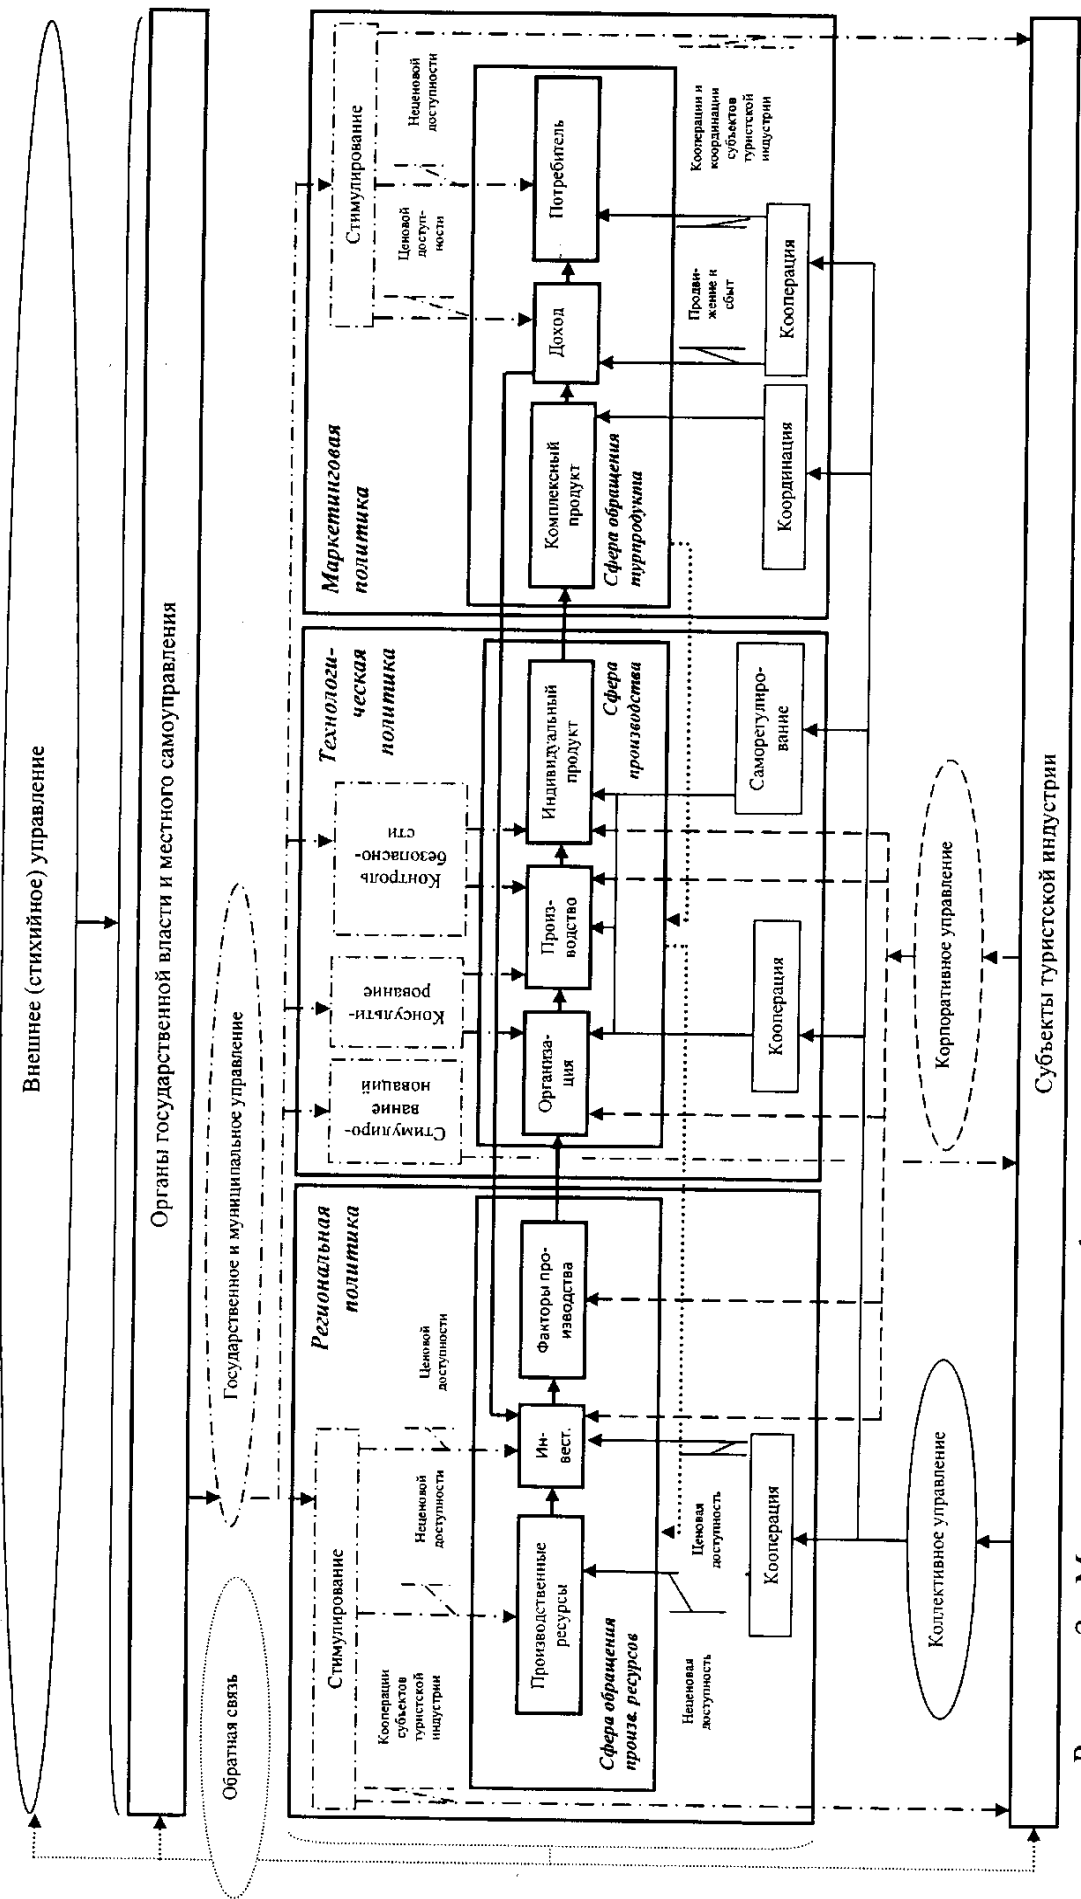 Внешнее (стихийное) управление
Органы государственной власти и местного самоуправления
Обратная связь
Государственное и муниципальное управление
Региональная
политика
Стимулирование
Кооперации
субъектов
туристской
индустрии
Неценовой
доступности
Ценовой
доступности
Производственные
ресурсы
Ин-
вест.
Факторы про-
изводства
Сфера обращения
произв. ресурсов
Неценовая
доступность
Ценовая
доступность
Кооперация
Технологи-
ческая
политика
Стимулиро-
вание
новаций
Консульти-
рование
Контроль
безопасно-
сти
Организа-
ция
Произ-
водство
Индивидуальный
продукт
Сфера
производства
Кооперация
Саморегулиро-
вание
Маркетинговая
политика
Стимулирование
Ценовой
доступ-
ности
Неценовой
доступности
Комплексный
продукт
Доход
Потребитель
Сфера обращения
турпродукта
Продви-
жение и
сбыт
Кооперации и
координации
субъектов
туристской
индустрии
Координация
Кооперация
Коллективное управление
Корпоративное управление
Субъекты туристской индустрии